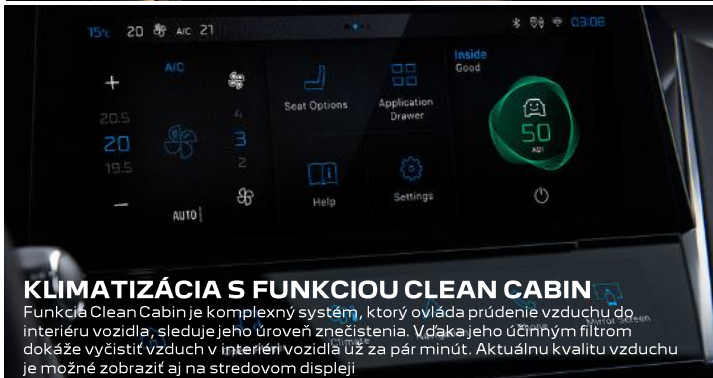 15°c 20 A/C 21 03:08
A/C
Inside
Good
+
20.5
20
19.5
—
AUTO
4
3
2
Seat Options
Application
Drawer
Help
Settings
50
AQI
KLIMATIZÁCIA S FUNKCIOU CLEAN CABIN
Funkcia Clean Cabin je komplexný systém, ktorý ovláda prúdenie vzduchu do
interiéru vozidla, sleduje jeho úroveň znečistenia. Vďaka jeho účinným filtrom
dokáže vyčistiť vzduch v interiéri vozidla už za pár minút. Aktuálnu kvalitu vzduchu
je možné zobraziť aj na stredovom displeji
Climate
Mirror Screen